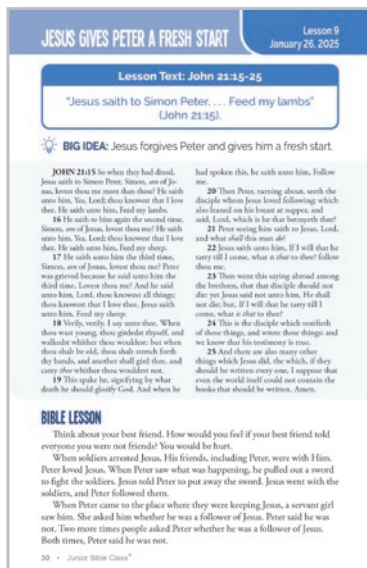 JESUS GIVES PETER A FRESH START
Lesson 9
January 26, 2025
Lesson Text: John 21:15-25
"Jesus saith to Simon Peter, . . . Feed my lambs"
(John 21:15).
BIG IDEA: Jesus forgives Peter and gives him a fresh start.
JOHN 21:15 So when they had dined,
Jesus saith to Simon Peter, Simon, son of Jo-
nas, lovest thou me more than these? He saith
unto him, Yea, Lord; thou knowest that I love
thee. He saith unto him, Feed my lambs.
16 He saith to him again the second time,
Simon, son of Jonas, lovest thou me? He saith
unto him, Yea, Lord; thou knowest that I love
thee. He saith unto him, Feed my sheep.
17 He saith unto him the third time,
Simon, son of Jonas, lovest thou me? Peter
was grieved because he said unto him the
third time, Lovest thou me? And he said
unto him, Lord, thou knowest all things;
thou knowest that I love thee. Jesus saith
unto him, Feed my sheep.
18 Verily, verily, I say unto thee, When
thou wast young, thou girdedst thyself, and
walkedst whither thou wouldest: but when
thou shalt be old, thou shalt stretch forth
thy hands, and another shall gird thee, and
carry thee whither thou wouldest not.
19 This spake he, signifying by what
death he should glorify God. And when he
had spoken this, he saith unto him, Follow
me.
20 Then Peter, turning about, seeth the
disciple whom Jesus loved following; which
also leaned on his breast at supper, and
said, Lord, which is he that betrayeth thee?
21 Peter seeing him saith to Jesus, Lord,
and what shall this man do?
22 Jesus saith unto him, If I will that he
tarry till I come, what is that to thee? follow
thou me.
23 Then went this saying abroad among
the brethren, that that disciple should not
die: yet Jesus said not unto him, He shall
not die; but, If I will that he tarry till I
come, what is that to thee?
24 This is the disciple which testifieth
of these things, and wrote these things: and
we know that his testimony is true.
25 And there are also many other
things which Jesus did, the which, if they
should be written every one, I suppose that
even the world itself could not contain the
books that should be written. Amen.
BIBLE LESSON
Think about your best friend. How would you feel if your best friend told
everyone you were not friends? You would be hurt.
When soldiers arrested Jesus, His friends, including Peter, were with Him.
Peter loved Jesus. When Peter saw what was happening, he pulled out a sword
to fight the soldiers. Jesus told Peter to put away the sword. Jesus went with the
soldiers, and Peter followed them.
When Peter came to the place where they were keeping Jesus, a servant girl
saw him. She asked him whether he was a follower of Jesus. Peter said he was
not. Two more times people asked Peter whether he was a follower of Jesus.
Both times, Peter said he was not.
30 • Junior Bible Class